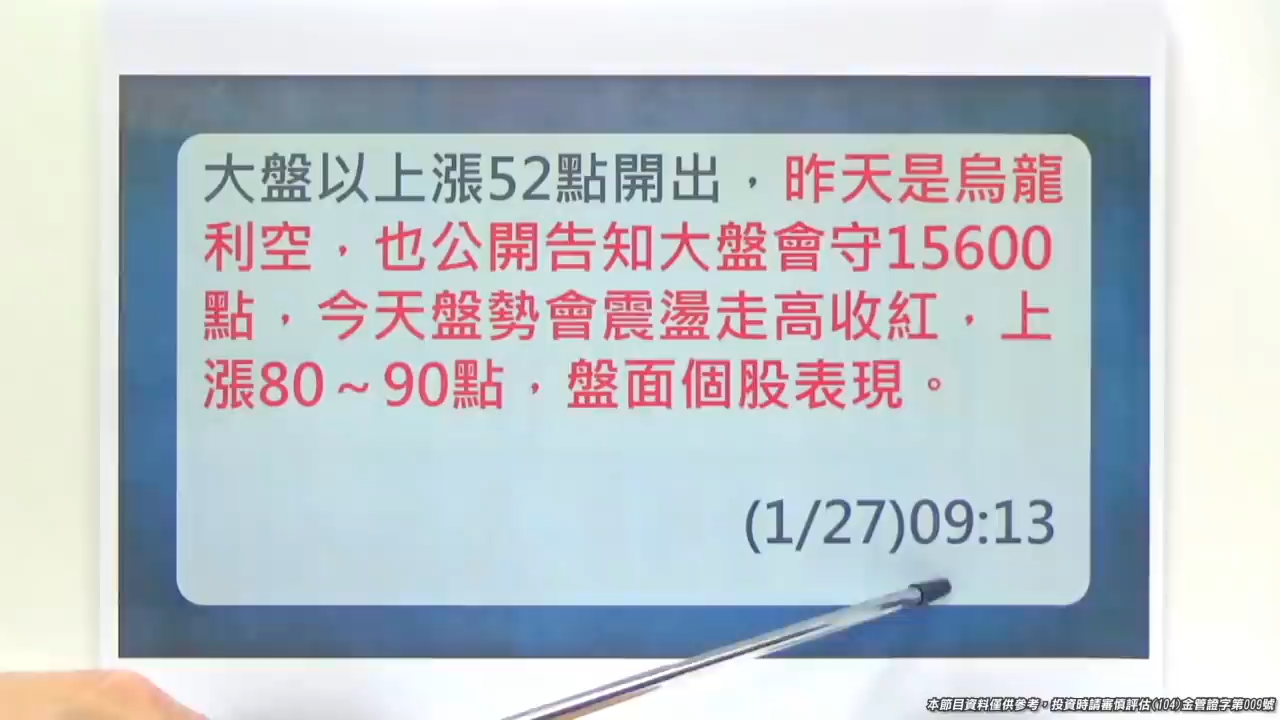 大盤以上漲52點開出，昨天是烏龍
利空，也公開告知大盤會守15600
點，今天盤勢會震盪走高收紅，上
漲80～90點，盤面個股表現。
(1/27)09:13
本節目資料僅供參考，投資時請審慎評估(104)金管證字第009號